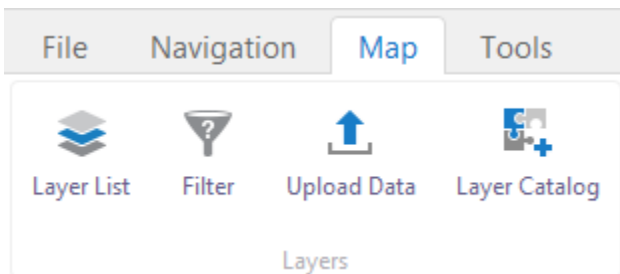 File Navigation Map Tools
Layer List Filter Upload Data Layer Catalog
Layers